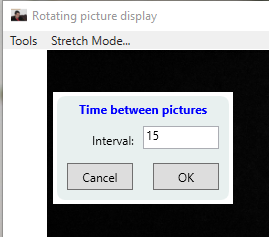 Rotating picture display
Tools Stretch Mode...
Time between pictures
Interval: 15
Cancel OK